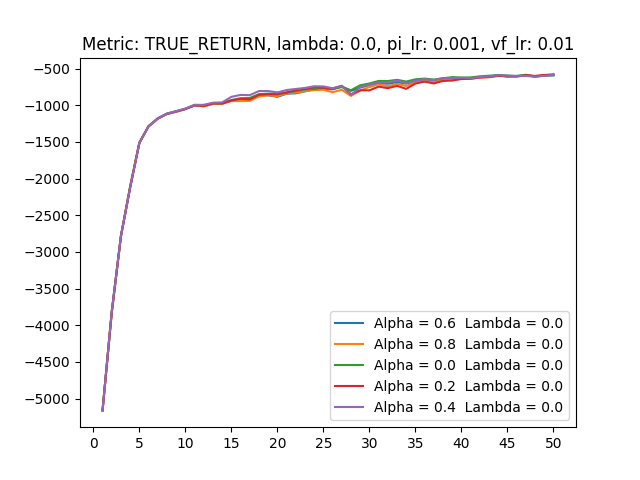 Metric: TRUE_RETURN, lambda: 0.0, pi_lr: 0.001, vf_lr: 0.01
−500
−1000
−1500
−2000
−2500
−3000
−3500
−4000
−4500
−5000
Alpha = 0.6 Lambda = 0.0
Alpha = 0.8 Lambda = 0.0
Alpha = 0.0 Lambda = 0.0
Alpha = 0.2 Lambda = 0.0
Alpha = 0.4 Lambda = 0.0
0 5 10 15 20 25 30 35 40 45 50